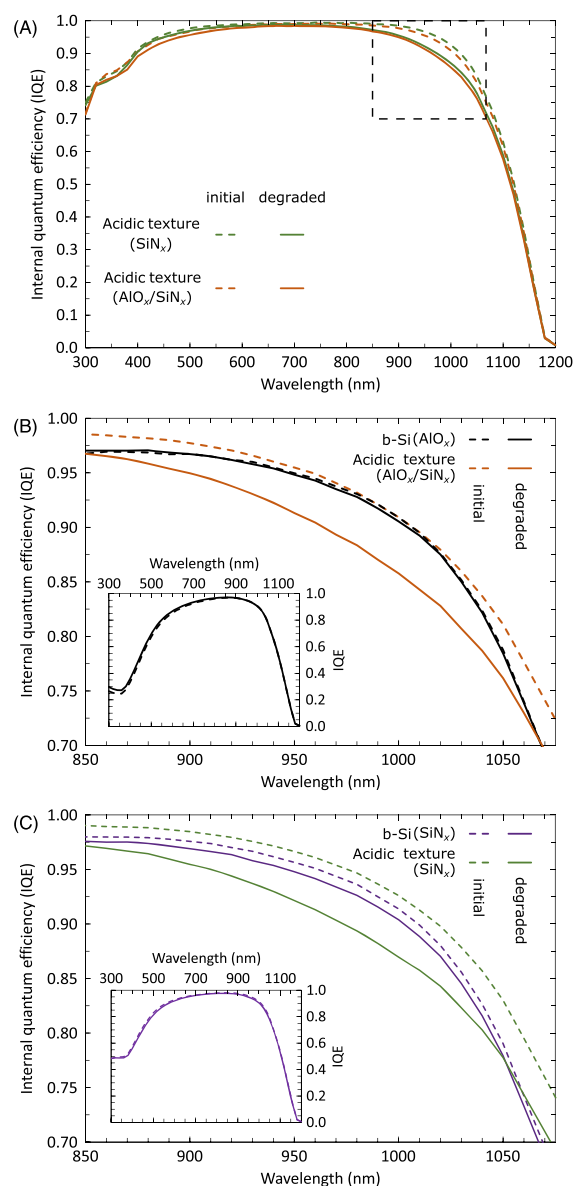 (A)
1.0
0.9
0.8
0.7
0.6
0.5
0.4
0.3
0.2
0.1
0.0
Internal quantum efficiency (IQE)
initial degraded
Acidic texture
(SiNx)
Acidic texture
(AlOx/SiNx)
300 400 500 600 700 800 900 1000 1100 1200
Wavelength (nm)
(B)
1.00
0.95
0.90
0.85
0.80
0.75
0.70
Internal quantum efficiency (IQE)
b-Si (AlOx)
Acidic texture
(AlOx/SiNx)
initial
degraded
Wavelength (nm)
300 500 700 900 1100
1.0
0.8
0.6
0.4
0.2
0.0
IQE
850 900 950 1000 1050
Wavelength (nm)
(C)
1.00
0.95
0.90
0.85
0.80
0.75
0.70
Internal quantum efficiency (IQE)
b-Si (SiNx)
Acidic texture
(SiNx)
initial
degraded
Wavelength (nm)
300 500 700 900 1100
1.0
0.8
0.6
0.4
0.2
0.0
IQE
850 900 950 1000 1050
Wavelength (nm)